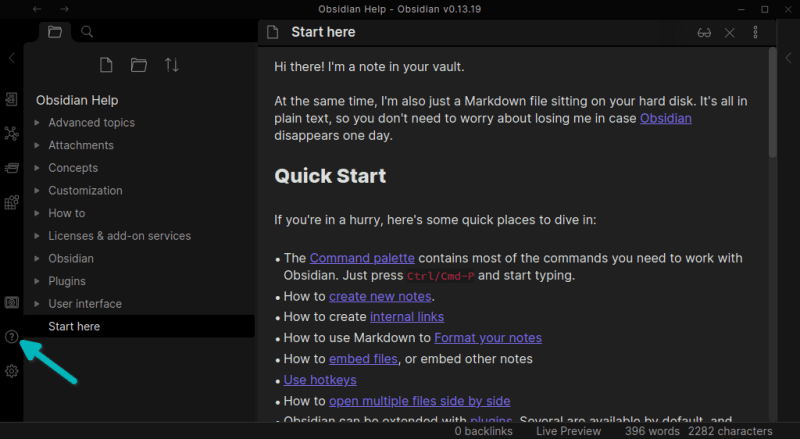 Obsidian Help - Obsidian v0.13.19
Start here
Hi there! I'm a note in your vault.
At the same time, I'm also just a Markdown file sitting on your hard disk. It's all in
plain text, so you don't need to worry about losing me in case Obsidian
disappears one day.
Quick Start
If you're in a hurry, here's some quick places to dive in:
• The Command palette contains most of the commands you need to work with
Obsidian. Just press Ctrl/Cmd-P and start typing.
• How to create new notes.
• How to create internal links
• How to use Markdown to Format your notes
• How to embed files, or embed other notes
• Use hotkeys
• How to open multiple files side by side
• Obsidian can be extended with plugins. Several are available by default, and
Obsidian Help
Advanced topics
Attachments
Concepts
Customization
How to
Licenses & add-on services
Obsidian
Plugins
User interface
Start here
0 backlinks Live Preview 396 words 2282 characters